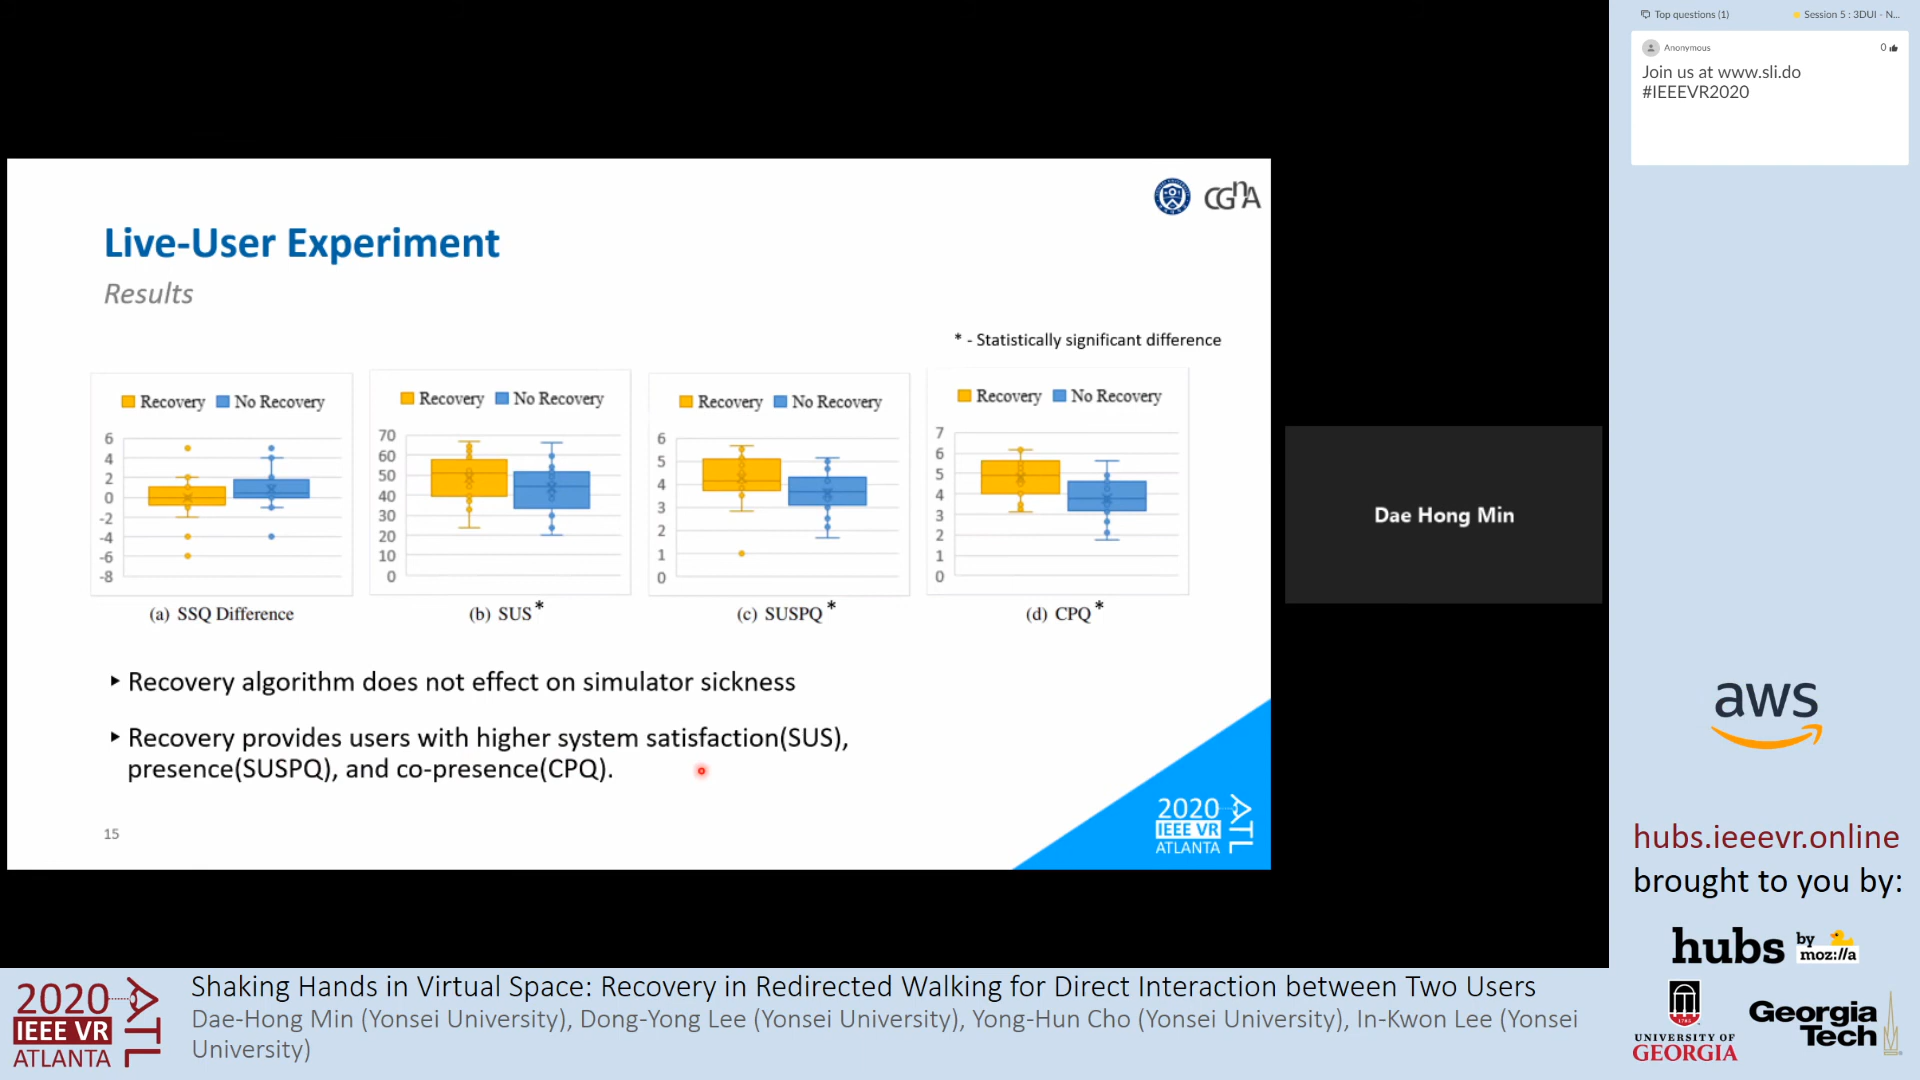 Top questions (1)
Session 5 : 3DUI - N...
Anonymous
0
Join us at www.sli.do
#IEEEVR2020
CGnA
Live-User Experiment
Results
* - Statistically significant difference
Recovery No Recovery
6
4
2
0
-2
-4
-6
-8
(a) SSQ Difference
Recovery No Recovery
70
60
50
40
30
20
10
0
(b) SUS*
Recovery No Recovery
6
5
4
3
2
1
0
(c) SUSPQ*
Recovery No Recovery
7
6
5
4
3
2
1
0
(d) CPQ*
Recovery algorithm does not effect on simulator sickness
Recovery provides users with higher system satisfaction(SUS),
presence(SUSPQ), and co-presence(CPQ).
15
2020
IEEE VR
ATLANTA
ATL
Dae Hong Min
aws
hubs.ieeevr.online
brought to you by:
hubs by
moz://a
1785
UNIVERSITY OF
GEORGIA
Georgia
Tech
2020
IEEE VR
ATLANTA
ATL
Shaking Hands in Virtual Space: Recovery in Redirected Walking for Direct Interaction between Two Users
Dae-Hong Min (Yonsei University), Dong-Yong Lee (Yonsei University), Yong-Hun Cho (Yonsei University), In-Kwon Lee (Yonsei
University)